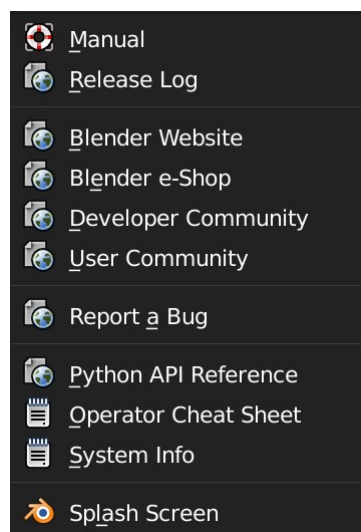 Manual
Release Log
Blender Website
Blender e-Shop
Developer Community
User Community
Report a Bug
Python API Reference
Operator Cheat Sheet
System Info
Splash Screen